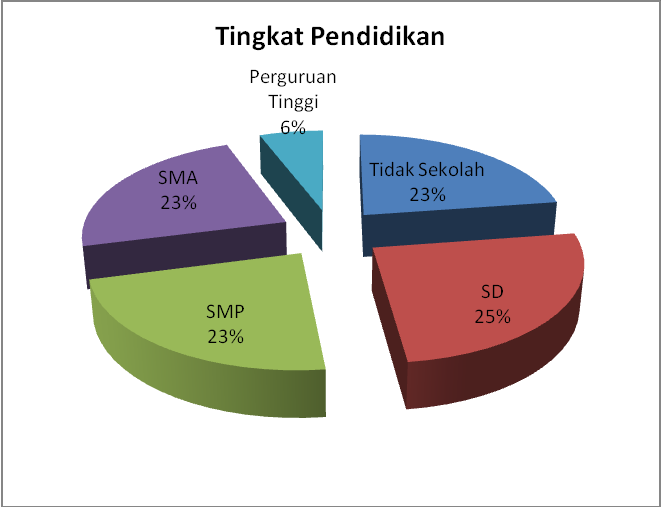 Tingkat Pendidikan
Perguruan
Tinggi
6%
Tidak Sekolah
23%
SMA
23%
SD
25%
SMP
23%